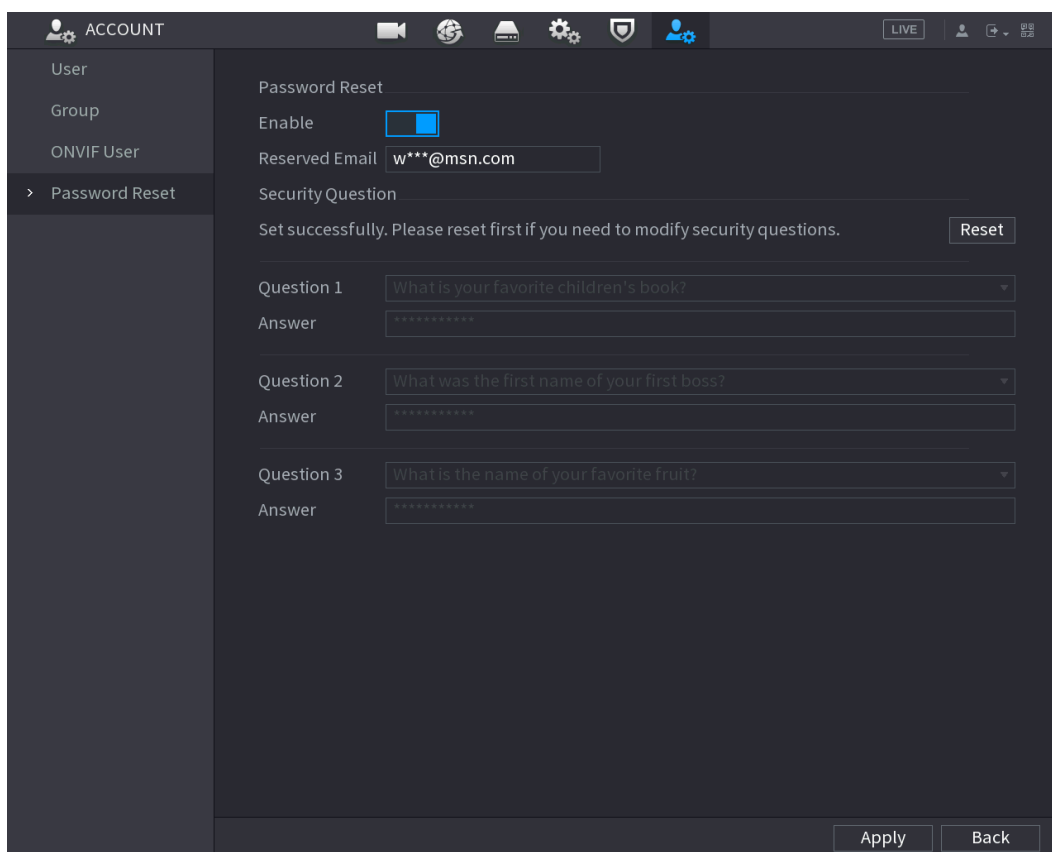 ACCOUNT
LIVE
User
Group
ONVIF User
> Password Reset
Password Reset
Enable
Reserved Email w***@msn.com
Security Question
Set successfully. Please reset first if you need to modify security questions. Reset
Question 1 What is your favorite children's book?
Answer ***********
Question 2 What was the first name of your first boss?
Answer ***********
Question 3 What is the name of your favorite fruit?
Answer ***********
Apply Back